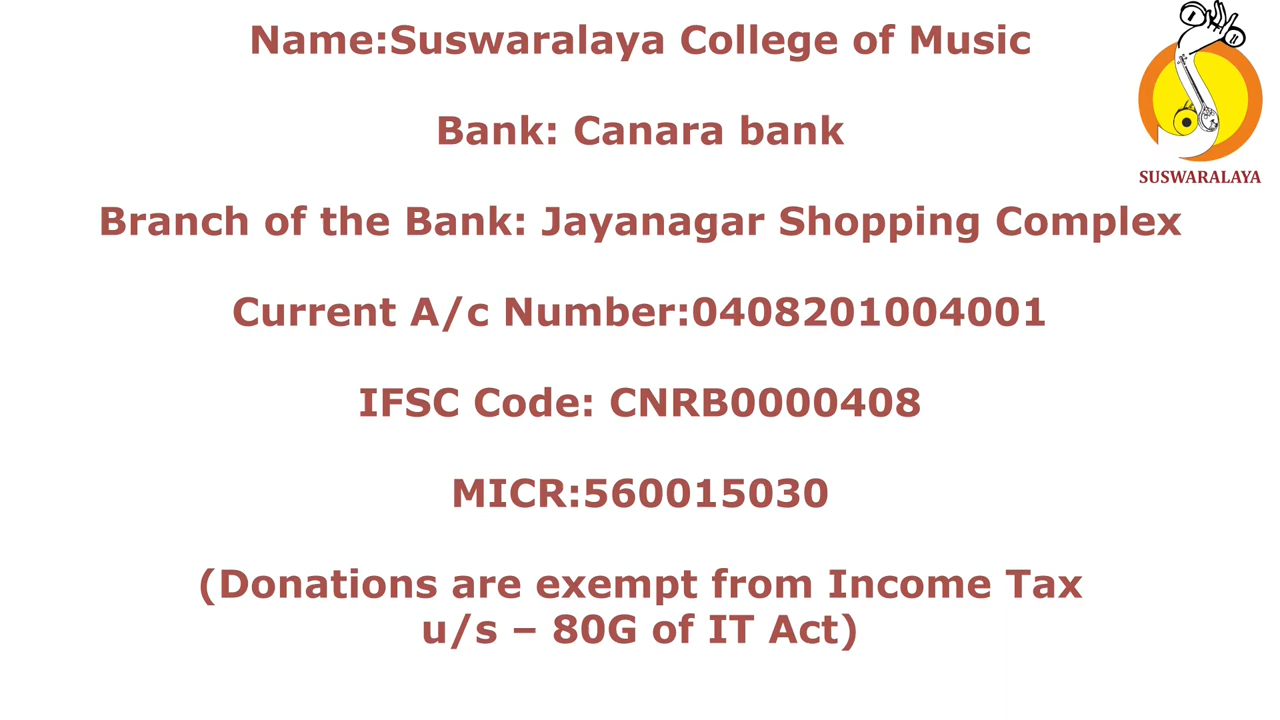 Name:Suswaralaya College of Music
SUSWARALAYA
Bank: Canara bank
Branch of the Bank: Jayanagar Shopping Complex
Current A/c Number:0408201004001
IFSC Code: CNRB0000408
MICR:560015030
(Donations are exempt from Income Tax
u/s – 80G of IT Act)